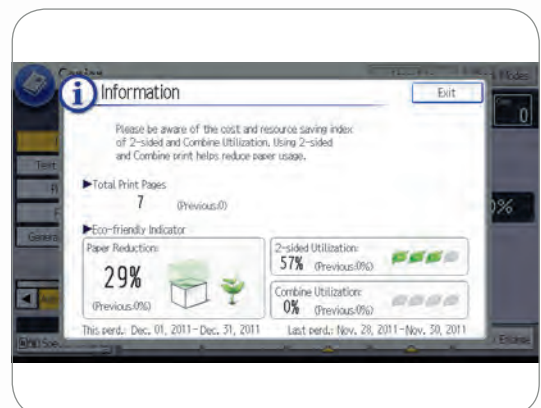 Information
Exit
Please be aware of the cost and
resource saving index
of 2-sided and Combine Utilization. Using 2-sided
and Combine print helps reduce paper usage.
▶Total Print Pages
7 (Previous:0)
▶Eco-friendly Indicator
Paper Reduction:
29%
(Previous:0%)
2-sided Utilization:
57% (Previous:0%)
Combine Utilization:
0% (Previous:0%)
This perd.: Dec. 01, 2011-Dec. 31, 2011 Last perd.: Nov. 28, 2011-Nov. 30, 2011
0
0%